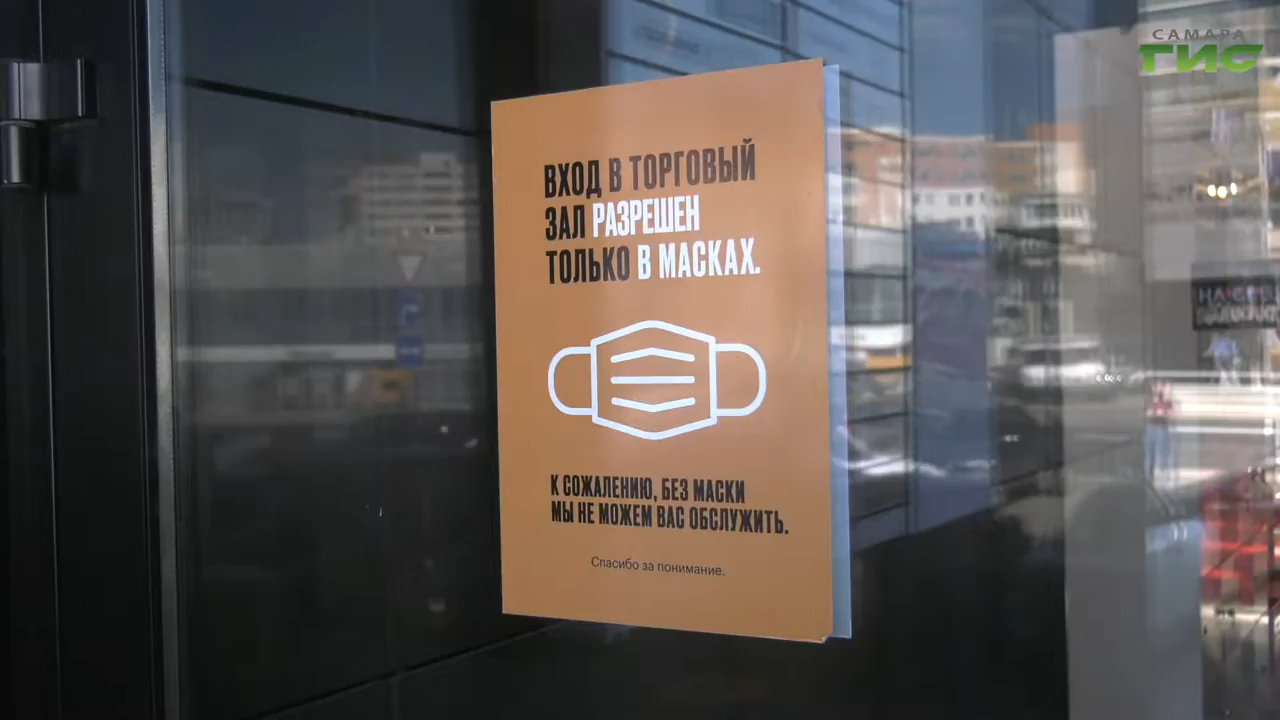 САМАРА
ГИС
ВХОД В ТОРГОВЫЙ
ЗАЛ РАЗРЕШЕН
ТОЛЬКО В МАСКАХ.
К СОЖАЛЕНИЮ, БЕЗ МАСКИ
МЫ НЕ МОЖЕМ ВАС ОБСЛУЖИТЬ.
Спасибо за понимание.